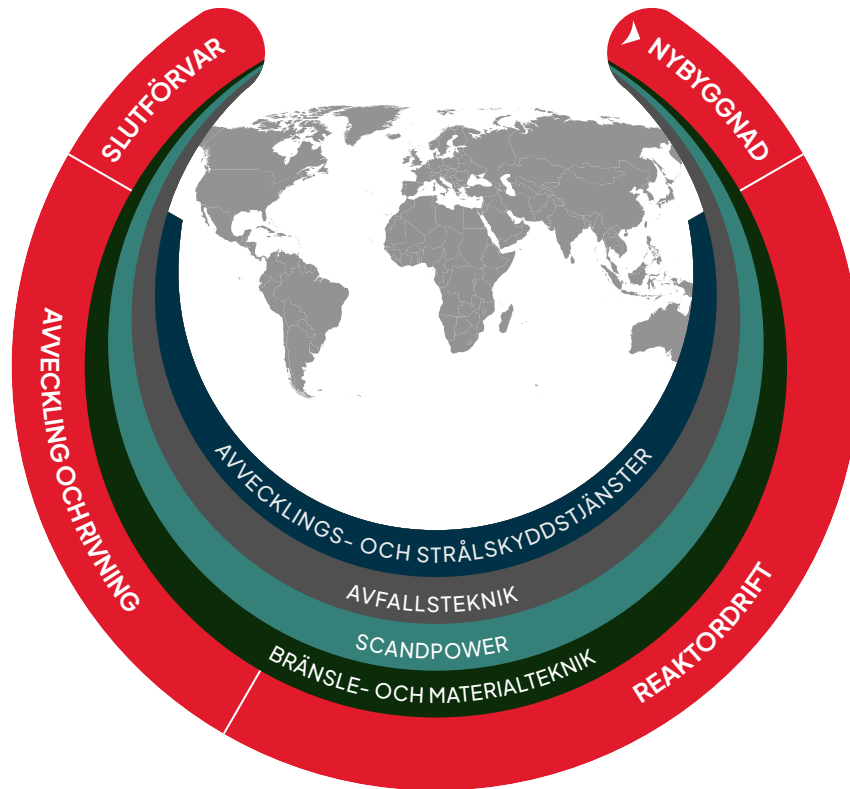 SLUTFÖRVAR
NYBYGGNAD
AVVECKLING OCH RIVNING
REAKTORDRIFT
AVVECKLINGS- OCH STRÅLSKYDDSTJÄNSTER
AVFALLSTEKNIK
SCANDPOWER
BRÄNSLE- OCH MATERIALTEKNIK